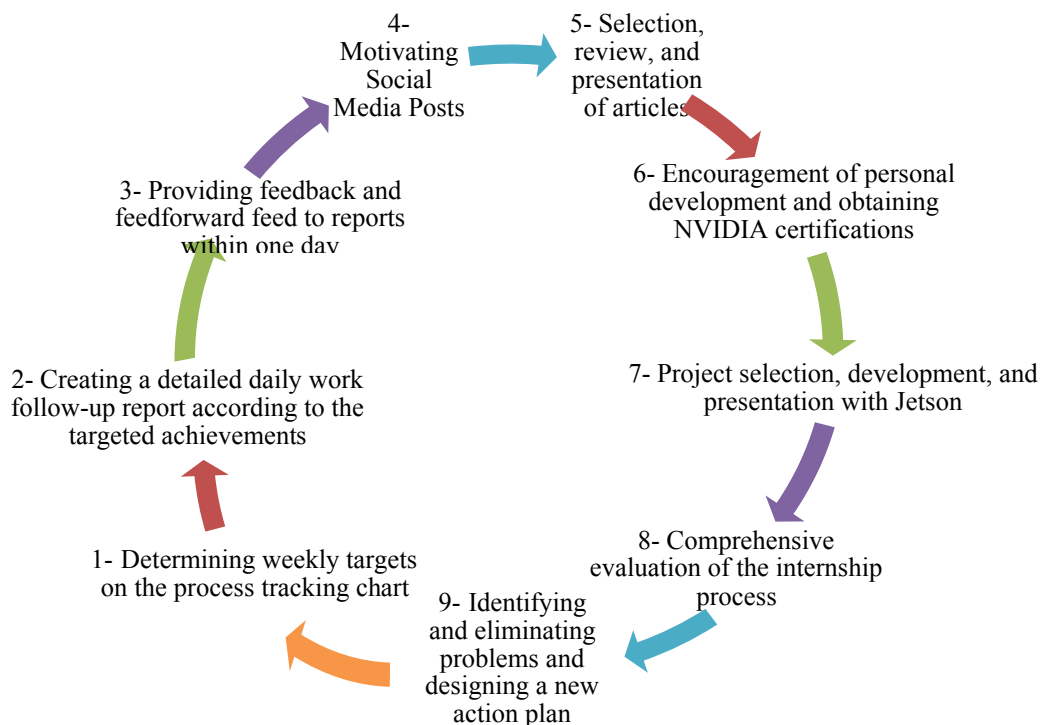 4-
Motivating
Social
Media Posts
5- Selection,
review, and
presentation
of articles
6- Encouragement of personal
development and obtaining
NVIDIA certifications
7- Project selection, development, and
presentation with Jetson
8- Comprehensive
evaluation of the internship
process
9- Identifying
and eliminating
problems and
designing a new
action plan
1- Determining weekly targets
on the process tracking chart
2- Creating a detailed daily work
follow-up report according to the
targeted achievements
3- Providing feedback and
feedforward feed to reports
within one day